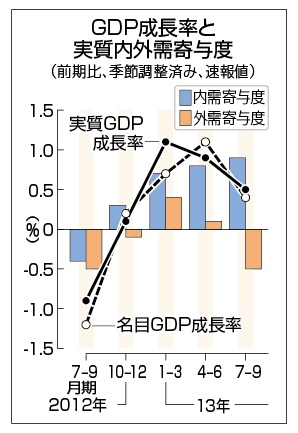 GDP成長率と
実質内外需寄与度
（前期比、季節調整済み、速報値）
内需寄与度
外需寄与度
実質GDP
成長率
名目GDP成長率
(%)
1.5
1.0
0.5
0
-0.5
-1.0
-1.5
7−9 10−12 1−3 4−6 7−9
月期
2012年 13年